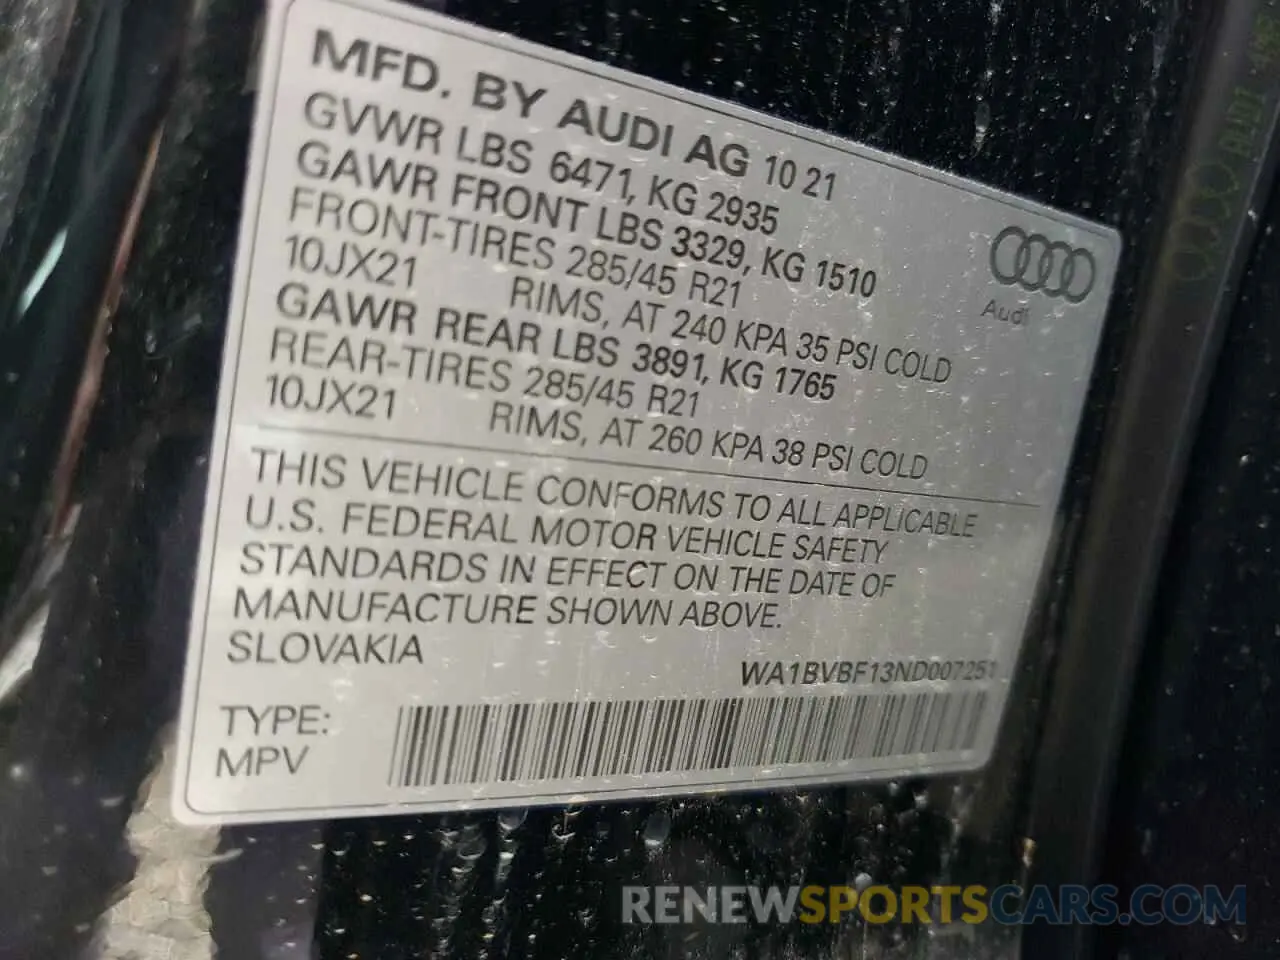 MFD. BY AUDI AG 10 21
GVWR LBS 6471, KG 2935
GAWR FRONT LBS 3329, KG 1510
FRONT-TIRES 285/45 R21
10JX21 RIMS, AT 240 KPA 35 PSI COLD
GAWR REAR LBS 3891, KG 1765
REAR-TIRES 285/45 R21
10JX21 RIMS, AT 260 KPA 38 PSI COLD
Audi
THIS VEHICLE CONFORMS TO ALL APPLICABLE
U.S. FEDERAL MOTOR VEHICLE SAFETY
STANDARDS IN EFFECT ON THE DATE OF
MANUFACTURE SHOWN ABOVE.
SLOVAKIA
WA1BVBF13ND007251
TYPE:
MPV
AUDI
RENEWSPORTSCARS.COM